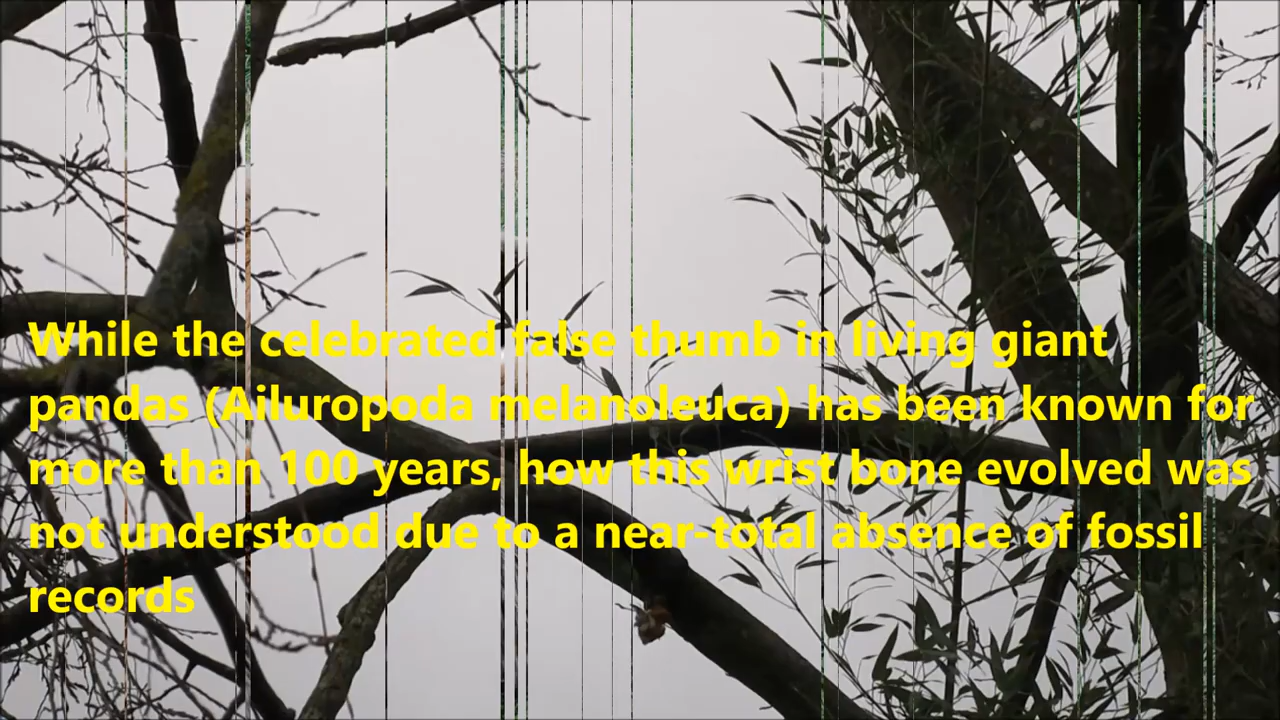 While the celebrated false thumb in living giant
pandas (Ailuropoda melanoleuca) has been known for
more than 100 years, how this wrist bone evolved was
not understood due to a near-total absence of fossil
records